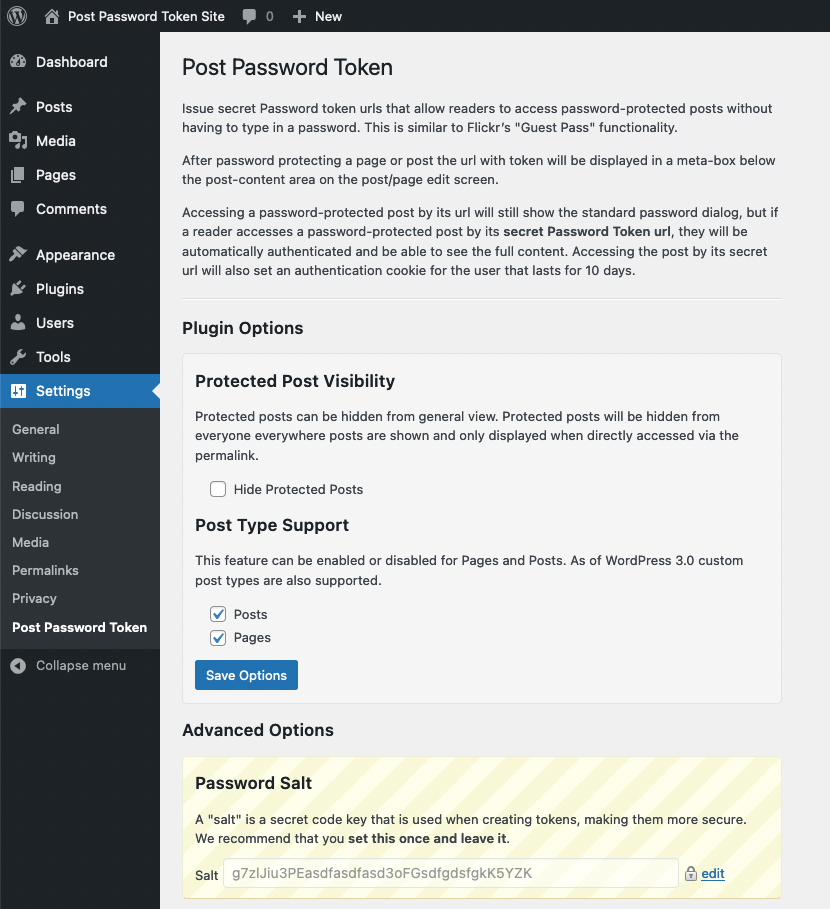 Post Password Token Site 0 New
Dashboard
Posts
Media
Pages
Comments
Appearance
Plugins
Users
Tools
Settings
General
Writing
Reading
Discussion
Media
Permalinks
Privacy
Post Password Token
Collapse menu
Post Password Token
Issue secret Password token urls that allow readers to access password-protected posts without
having to type in a password. This is similar to Flickr's "Guest Pass" functionality.
After password protecting a page or post the url with token will be displayed in a meta-box below
the post-content area on the post/page edit screen.
Accessing a password-protected post by its url will still show the standard password dialog, but if
a reader accesses a password-protected post by its secret Password Token url, they will be
automatically authenticated and be able to see the full content. Accessing the post by its secret
url will also set an authentication cookie for the user that lasts for 10 days.
Plugin Options
Protected Post Visibility
Protected posts can be hidden from general view. Protected posts will be hidden from
everyone everywhere posts are shown and only displayed when directly accessed via the
permalink.
Hide Protected Posts
Post Type Support
This feature can be enabled or disabled for Pages and Posts. As of WordPress 3.0 custom
post types are also supported.
Posts
Pages
Save Options
Advanced Options
Password Salt
A "salt" is a secret code key that is used when creating tokens, making them more secure.
We recommend that you set this once and leave it.
Salt g7zlJiu3PEasdfasdfasd3oFGsdfgdsfgkK5YZK edit